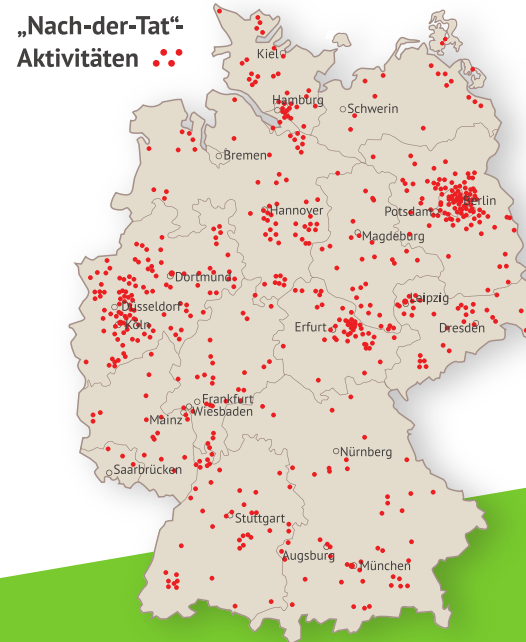 „Nach-der-Tat“-
Aktivitäten
Kiel
Hamburg
Schwerin
Bremen
Berlin
Hannover
Potsdam
Magdeburg
Dortmund
Leipzig
Düsseldorf
Köln
Erfurt
Dresden
Frankfurt
Wiesbaden
Mainz
Nürnberg
Saarbrücken
Stuttgart
Augsburg
München